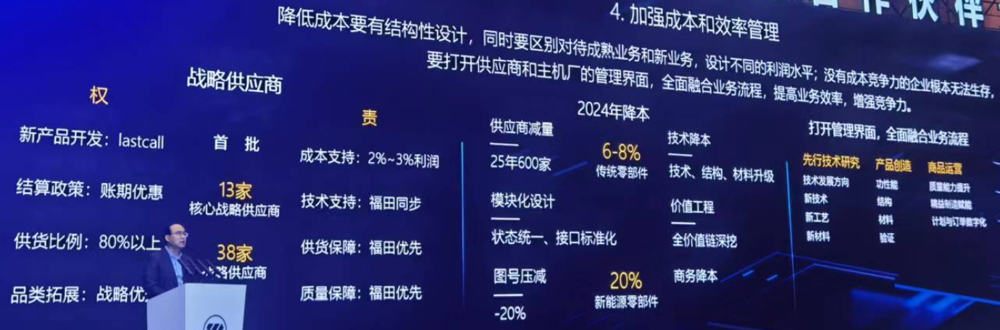 合作伙伴
4. 加强成本和效率管理
降低成本要有结构性设计，同时要区别对待成熟业务和新业务，设计不同的利润水平；没有成本竞争力的企业根本无法生存，
要打开供应商和主机厂的管理界面，全面融合业务流程，提高业务效率，增强竞争力。
战略供应商
权
新产品开发：lastcall
结算政策：账期优惠
供货比例：80%以上
品类拓展：战略优
首 批
13家
核心战略供应商
38家
略供应商
责
成本支持：2%~3%利润
技术支持：福田同步
供货保障：福田优先
质量保障：福田优先
2024年降本
供应商减量
25年600家
模块化设计
状态统一、接口标准化
图号压减
-20%
6-8%
传统零部件
20%
新能源零部件
技术降本
技术、结构、材料升级
价值工程
全价值链深挖
商务降本
打开管理界面，全面融合业务流程
先行技术研究
技术发展方向
新技术
新工艺
新材料
产品创造
功性能
结构
材料
验证
商品运营
质量能力提升
精益制造赋能
计划与订单数字化